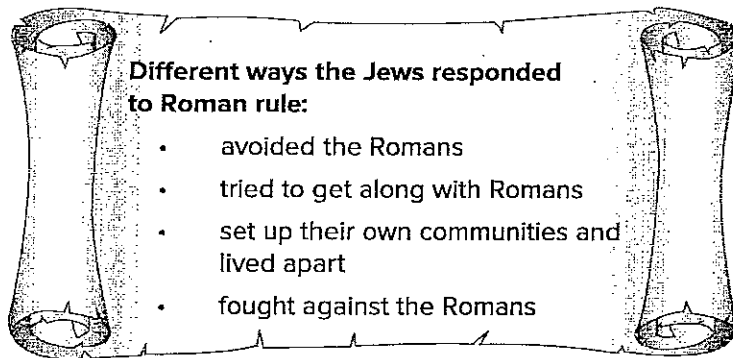 Different ways the Jews responded
to Roman rule:
• avoided the Romans
• tried to get along with Romans
• set up their own communities and
lived apart
• fought against the Romans